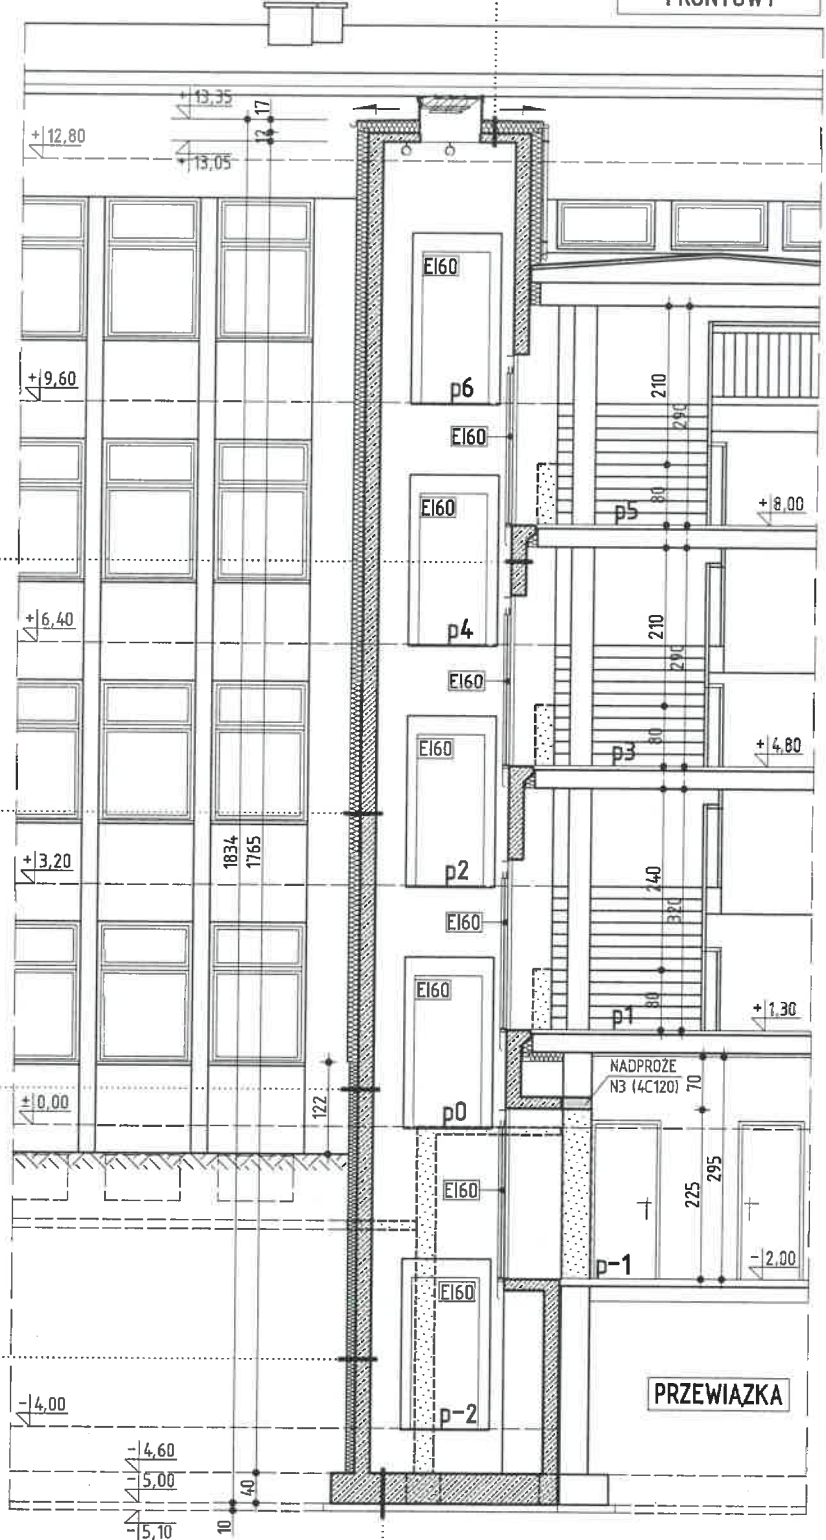 FRONTOWY
+13,35
17
12
+12,80
+13,05
EI60
+9,60
p6
210
290
EI60
EI60
80
p5
+8,00
+6,40
p4
210
290
EI60
EI60
80
p3
+4,80
1834
1765
+3,20
p2
240
320
EI60
EI60
80
p1
+1,30
NADPROŻE
N3 (4C120)
70
±0,00
122
p0
EI60
225
295
p-1
-2,00
EI60
PRZEWIĄZKA
-4,00
p-2
-4,60
-5,00
40
-5,10
10